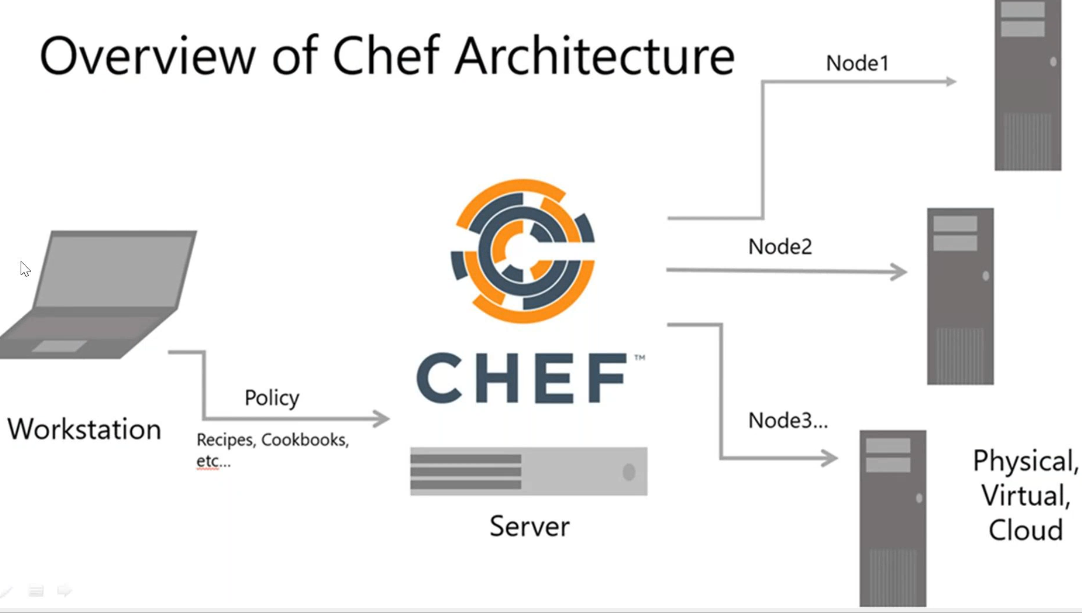 Overview of Chef Architecture
Node1
Node2
Node3...
CHEF™
Policy
Recipes, Cookbooks,
etc...
Workstation
Server
Physical,
Virtual,
Cloud